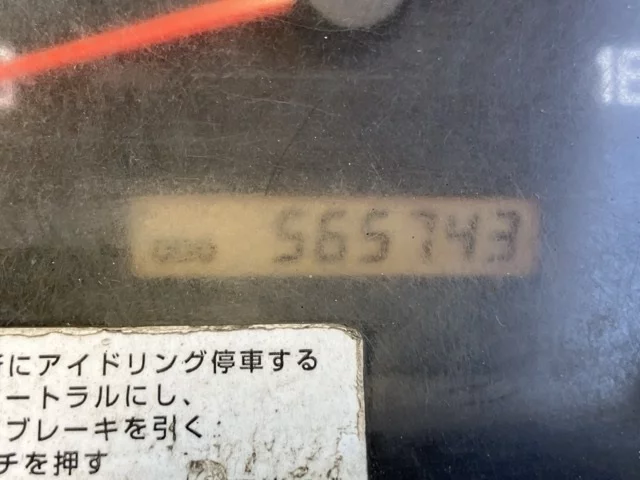 ODO 565743
にアイドリング停車する
ートラルにし、
ブレーキを引く
チを押す